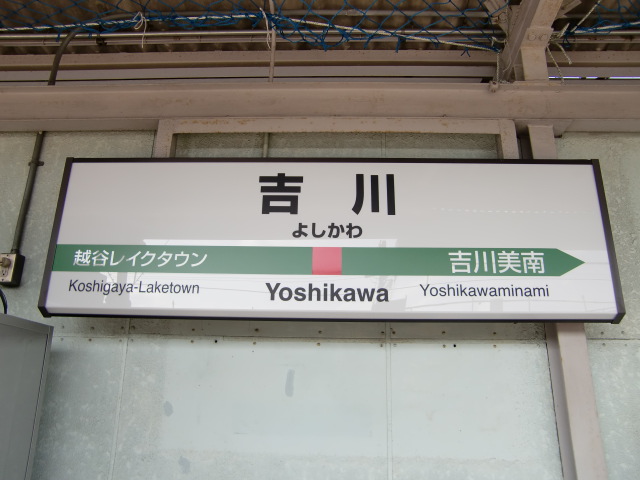 吉川
よしかわ
越谷レイクタウン 吉川美南
Koshigaya-Laketown Yoshikawa Yoshikawaminami